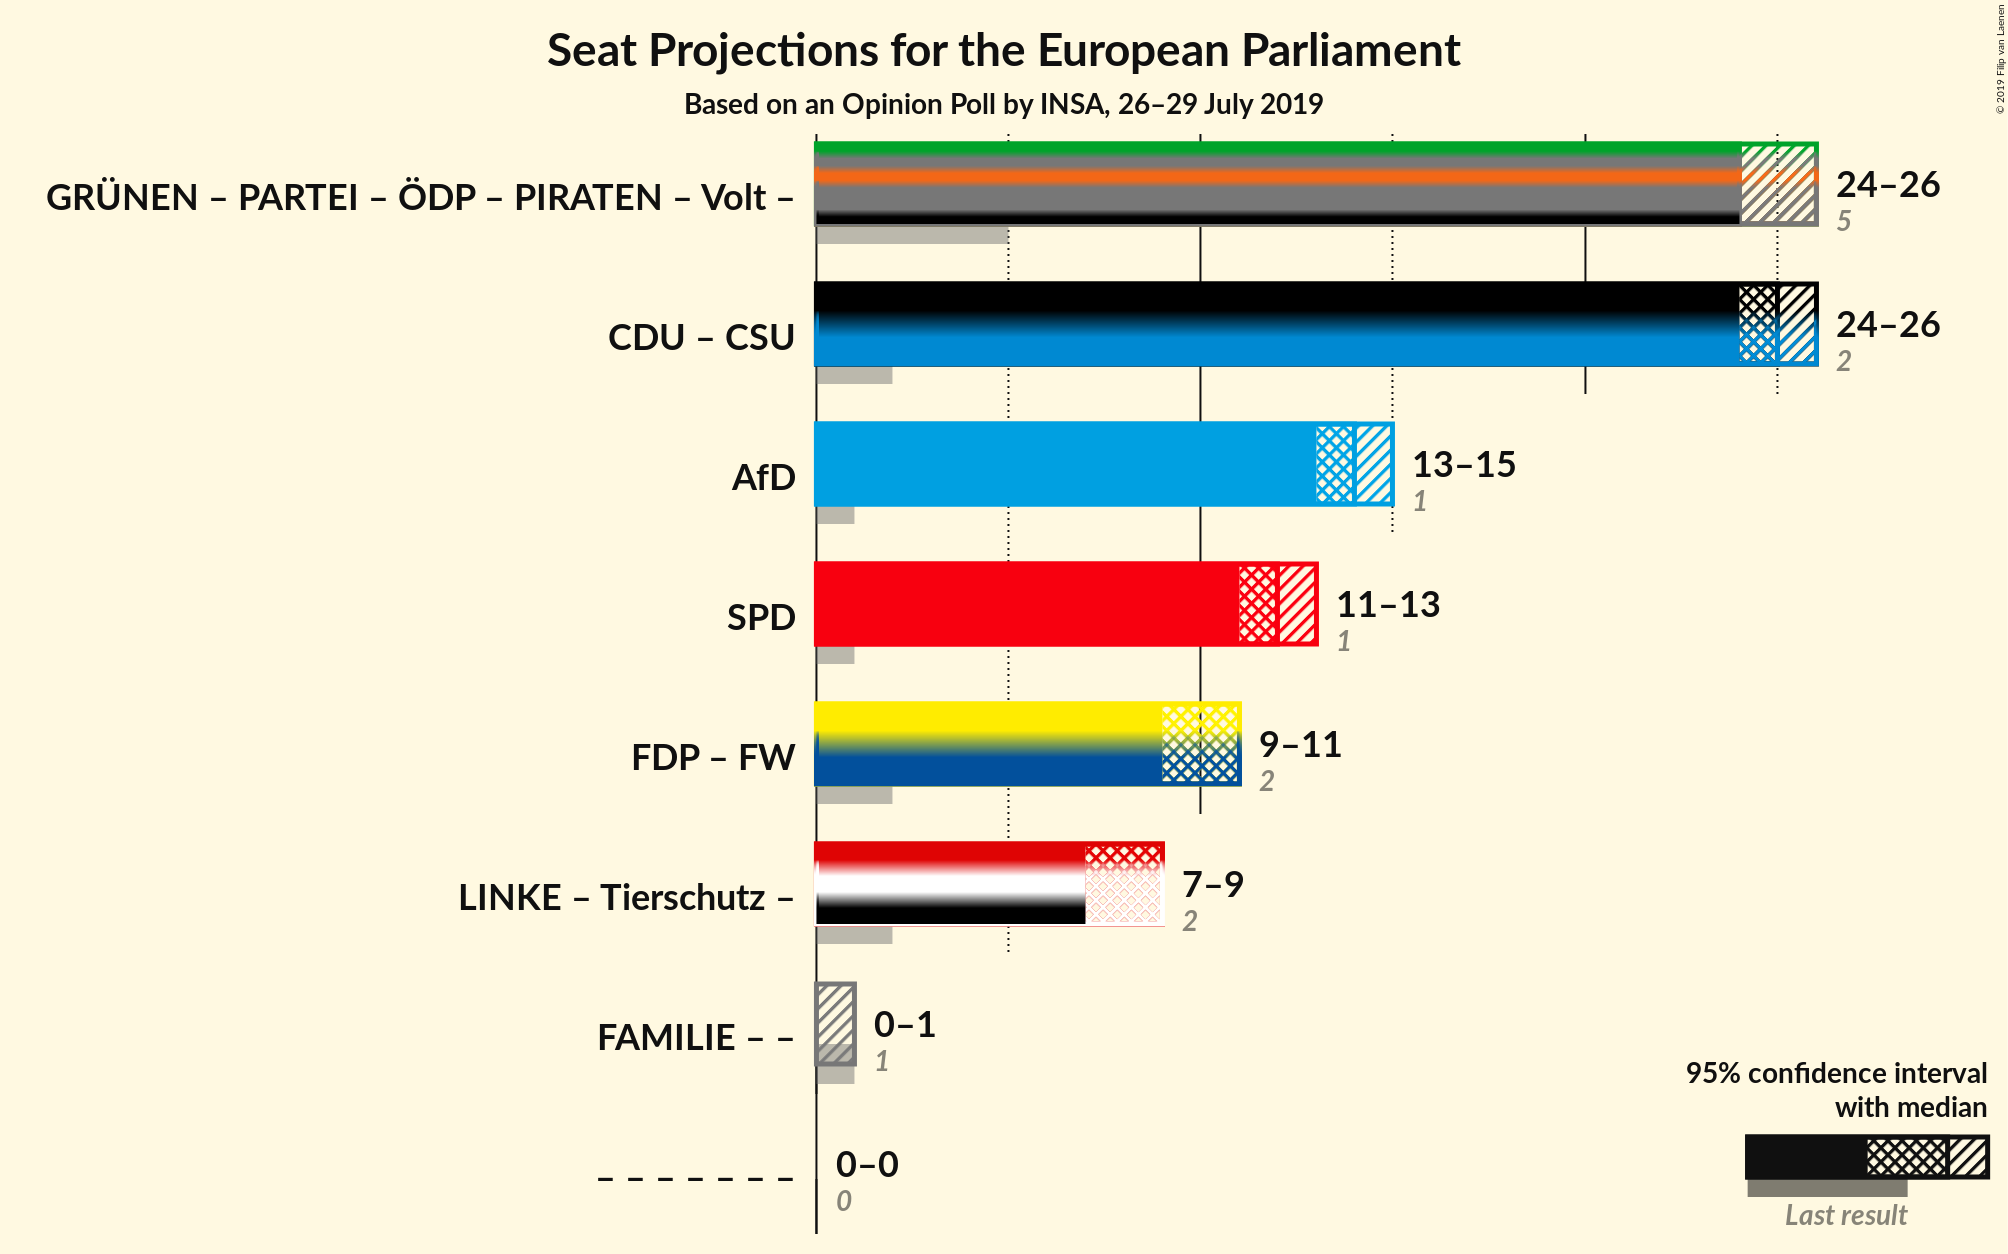 Seat Projections for the European Parliament
Based on an Opinion Poll by INSA, 26–29 July 2019
© 2019 Filip van Laenen
GRÜNEN – PARTEI – ÖDP – PIRATEN – Volt –
24–26
5
CDU – CSU
24–26
2
AfD
13–15
1
SPD
11–13
1
FDP – FW
9–11
2
LINKE – Tierschutz –
7–9
2
FAMILIE – –
0–1
1
– – – – – – –
0–0
0
95% confidence interval
with median
Last result